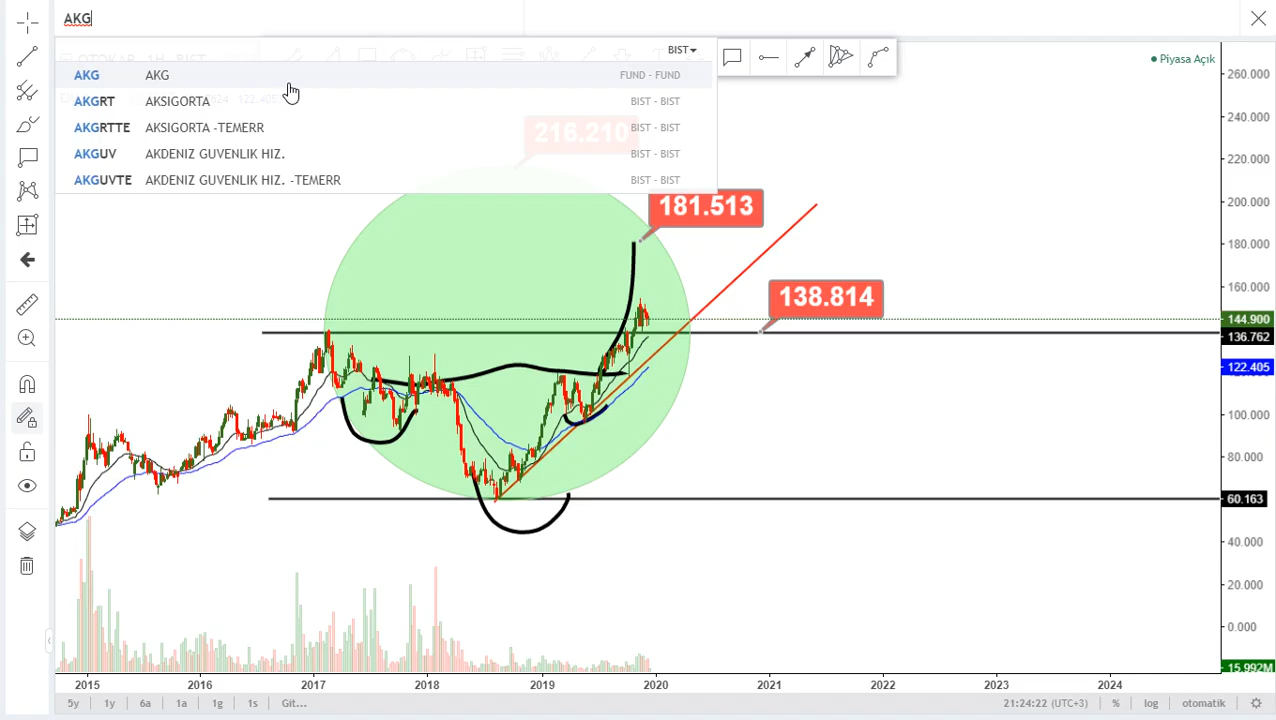 AKG
BIST
AKG AKG FUND - FUND
AKGRT AKSIGORTA BIST - BIST
AKGRTTE AKSIGORTA -TEMERR BIST - BIST
AKGUV AKDENIZ GUVENLIK HIZ. BIST - BIST
AKGUVTE AKDENIZ GUVENLIK HIZ. -TEMERR BIST - BIST
Piyasa Açık
216.210
181.513
138.814
260.000
240.000
220.000
200.000
180.000
160.000
144.900
136.762
122.405
100.000
80.000
60.163
40.000
20.000
0.000
15.992M
2015 2016 2017 2018 2019 2020 2021 2022 2023 2024
5y 1y 6a 1a 1g 1s Git... 21:24:22 (UTC+3) % log otomatik